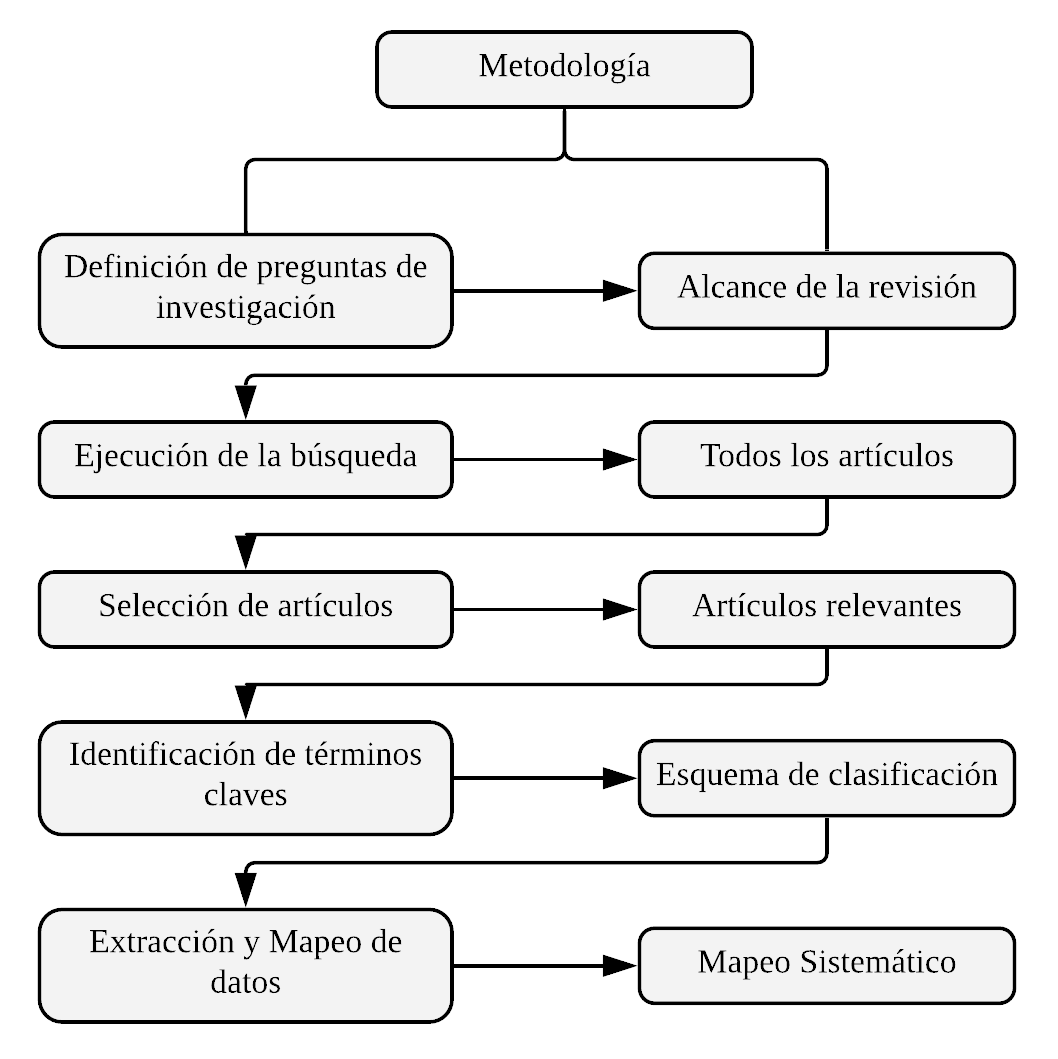 Metodología
Definición de preguntas de
investigación
Alcance de la revisión
Ejecución de la búsqueda
Todos los artículos
Selección de artículos
Artículos relevantes
Identificación de términos
claves
Esquema de clasificación
Extracción y Mapeo de
datos
Mapeo Sistemático